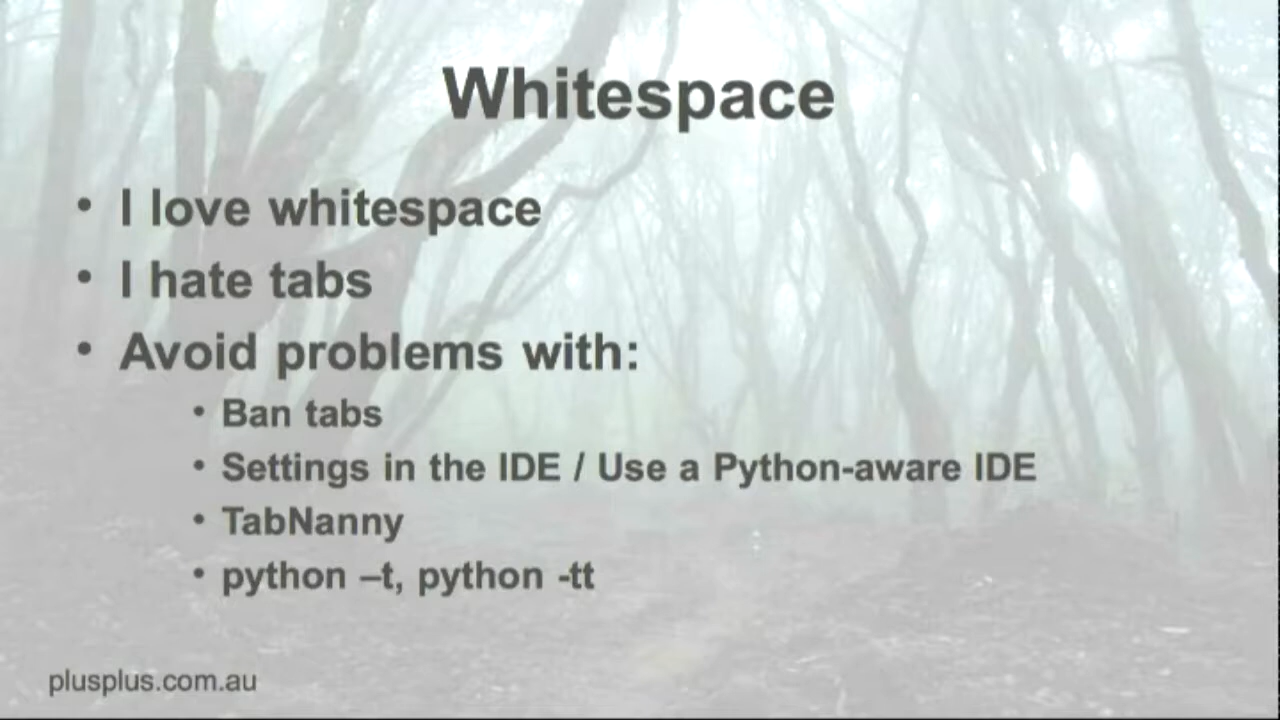 Whitespace
• I love whitespace
• I hate tabs
• Avoid problems with:
• Ban tabs
• Settings in the IDE / Use a Python-aware IDE
• TabNanny
• python –t, python -tt
plusplus.com.au